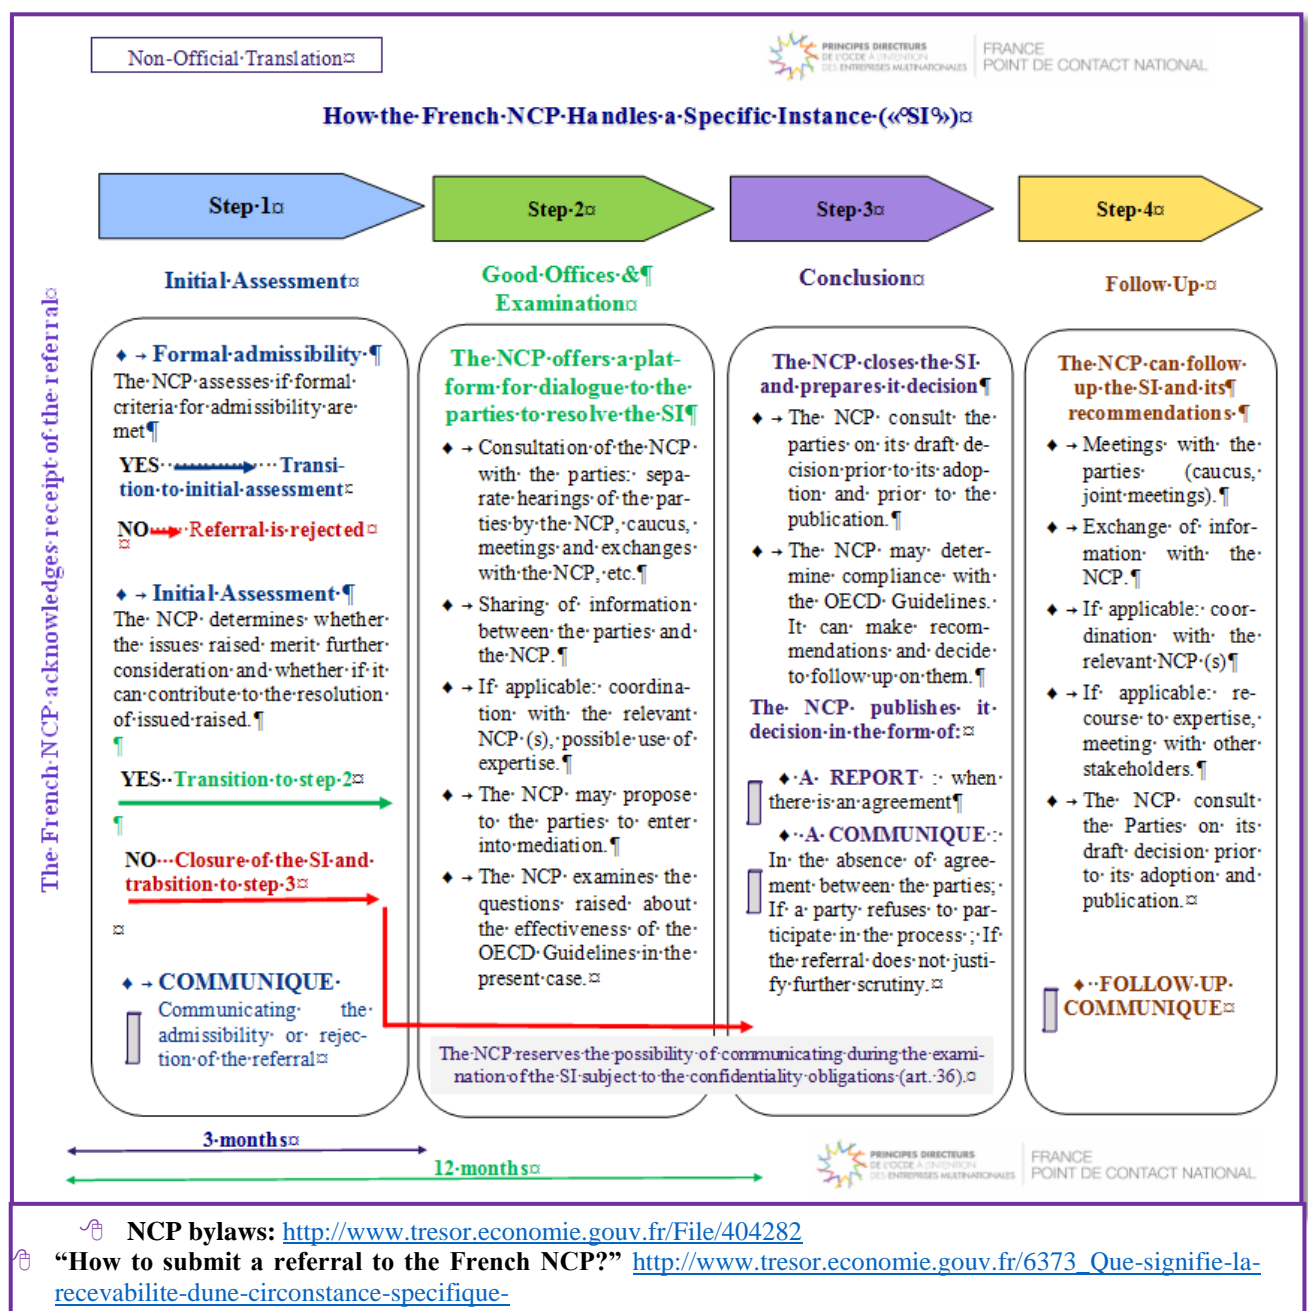 Non-Official·Translation¤
PRINCIPES DIRECTEURS
DE L'OCDE À L'INTENTION
DES ENTREPRISES MULTINATIONALES
FRANCE
POINT DE CONTACT NATIONAL
How·the·French·NCP·Handles·a·Specific·Instance·(«°SI°»)¤
Step·1¤
Step·2¤
Step·3¤
Step·4¤
The·French·NCP·acknowledges·receipt·of·the·referral¤
Initial·Assessment¤
♦ → Formal·admissibility·¶
The·NCP·assesses·if·formal·
criteria·for·admissibility·are·
met¶
YES·····Transi-
tion·to·initial·assessment¤
NO···Referral·is·rejected¤
¤
♦ → Initial·Assessment·¶
The· NCP· determines· whether·
the· issues· raised· merit· further·
consideration·and·whether·if·it·
can·contribute·to·the·resolution·
of·issued·raised.¶
¶
YES··Transition·to·step·2¤
¶
NO···Closure·of·the·SI·and·
trabsition·to·step·3¤
¤
♦ → COMMUNIQUE·
Communicating· the·
admissibility· or· rejec-
tion·of·the·referral¤
Good·Offices·&¶
Examination¤
The·NCP·offers·a·plat-
form·for·dialogue·to·the·
parties·to·resolve·the·SI¶
♦ → Consultation·of·the·NCP·
with· the· parties:· sepa-
rate·hearings·of·the·par-
ties·by·the·NCP,·caucus,·
meetings·and·exchanges·
with·the·NCP,·etc.¶
♦ → Sharing· of· information·
between· the· parties· and·
the·NCP.¶
♦ → If· applicable:· coordina-
tion· with· the· relevant·
NCP·(s),·possible·use·of·
expertise.¶
♦ → The· NCP· may· propose·
to· the· parties· to· enter·
into·mediation.¶
♦ → The· NCP· examines· the·
questions· raised· about·
the· effectiveness· of· the·
OECD·Guidelines·in·the·
present·case.¤
Conclusion¤
The·NCP·closes·the·SI·
and·prepares·it·decision¶
♦ → The· NCP· consult· the·
parties· on· its· draft· de-
cision·prior·to·its·adop-
tion· and· prior· to· the·
publication.¶
♦ → The· NCP· may· deter-
mine· compliance· with·
the· OECD· Guidelines.·
It· can· make· recom-
mendations· and· decide·
to·follow·up·on·them.¶
The· NCP· publishes· it·
decision·in·the·form·of:¤
♦·A· REPORT· :· when·
there·is·an·agreement¶
♦··A·COMMUNIQUE·:·
In· the· absence· of· agree-
ment· between· the· parties;·
If· a· party· refuses· to· par-
ticipate·in·the·process·;·If·
the·referral·does·not·justi-
fy·further·scrutiny.¤
Follow·Up·¤
The·NCP·can·follow·
up·the·SI·and·its¶
recommendations·¶
♦ → Meetings· with· the·
parties· (caucus,·
joint·meetings).¶
♦ → Exchange· of· infor-
mation· with· the·
NCP.¶
♦ → If· applicable:· coor-
dination· with· the·
relevant·NCP·(s)¶
♦ → If· applicable:· re-
course· to· expertise,·
meeting· with· other·
stakeholders.¶
♦ → The· NCP· consult·
the· Parties· on· its·
draft· decision· prior·
to· its· adoption· and·
publication.¤
♦··FOLLOW·UP·
COMMUNIQUE¤
The·NCP·reserves·the·possibility·of·communicating·during·the·exami-
nation·of·the·SI·subject·to·the·confidentiality·obligations·(art.·36).¤
3·months¤
12·months¤
PRINCIPES DIRECTEURS
DE L'OCDE À L'INTENTION
DES ENTREPRISES MULTINATIONALES
FRANCE
POINT DE CONTACT NATIONAL
NCP bylaws: http://www.tresor.economie.gouv.fr/File/404282
“How to submit a referral to the French NCP?” http://www.tresor.economie.gouv.fr/6373_Que-signifie-la-
recevabilite-dune-circonstance-specifique-